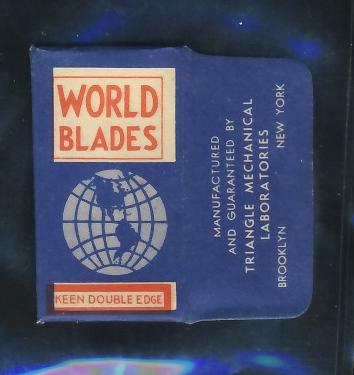 WORLD
BLADES
KEEN DOUBLE EDGE
MANUFACTURED
AND GUARANTEED BY
TRIANGLE MECHANICAL
LABORATORIES
BROOKLYN NEW YORK